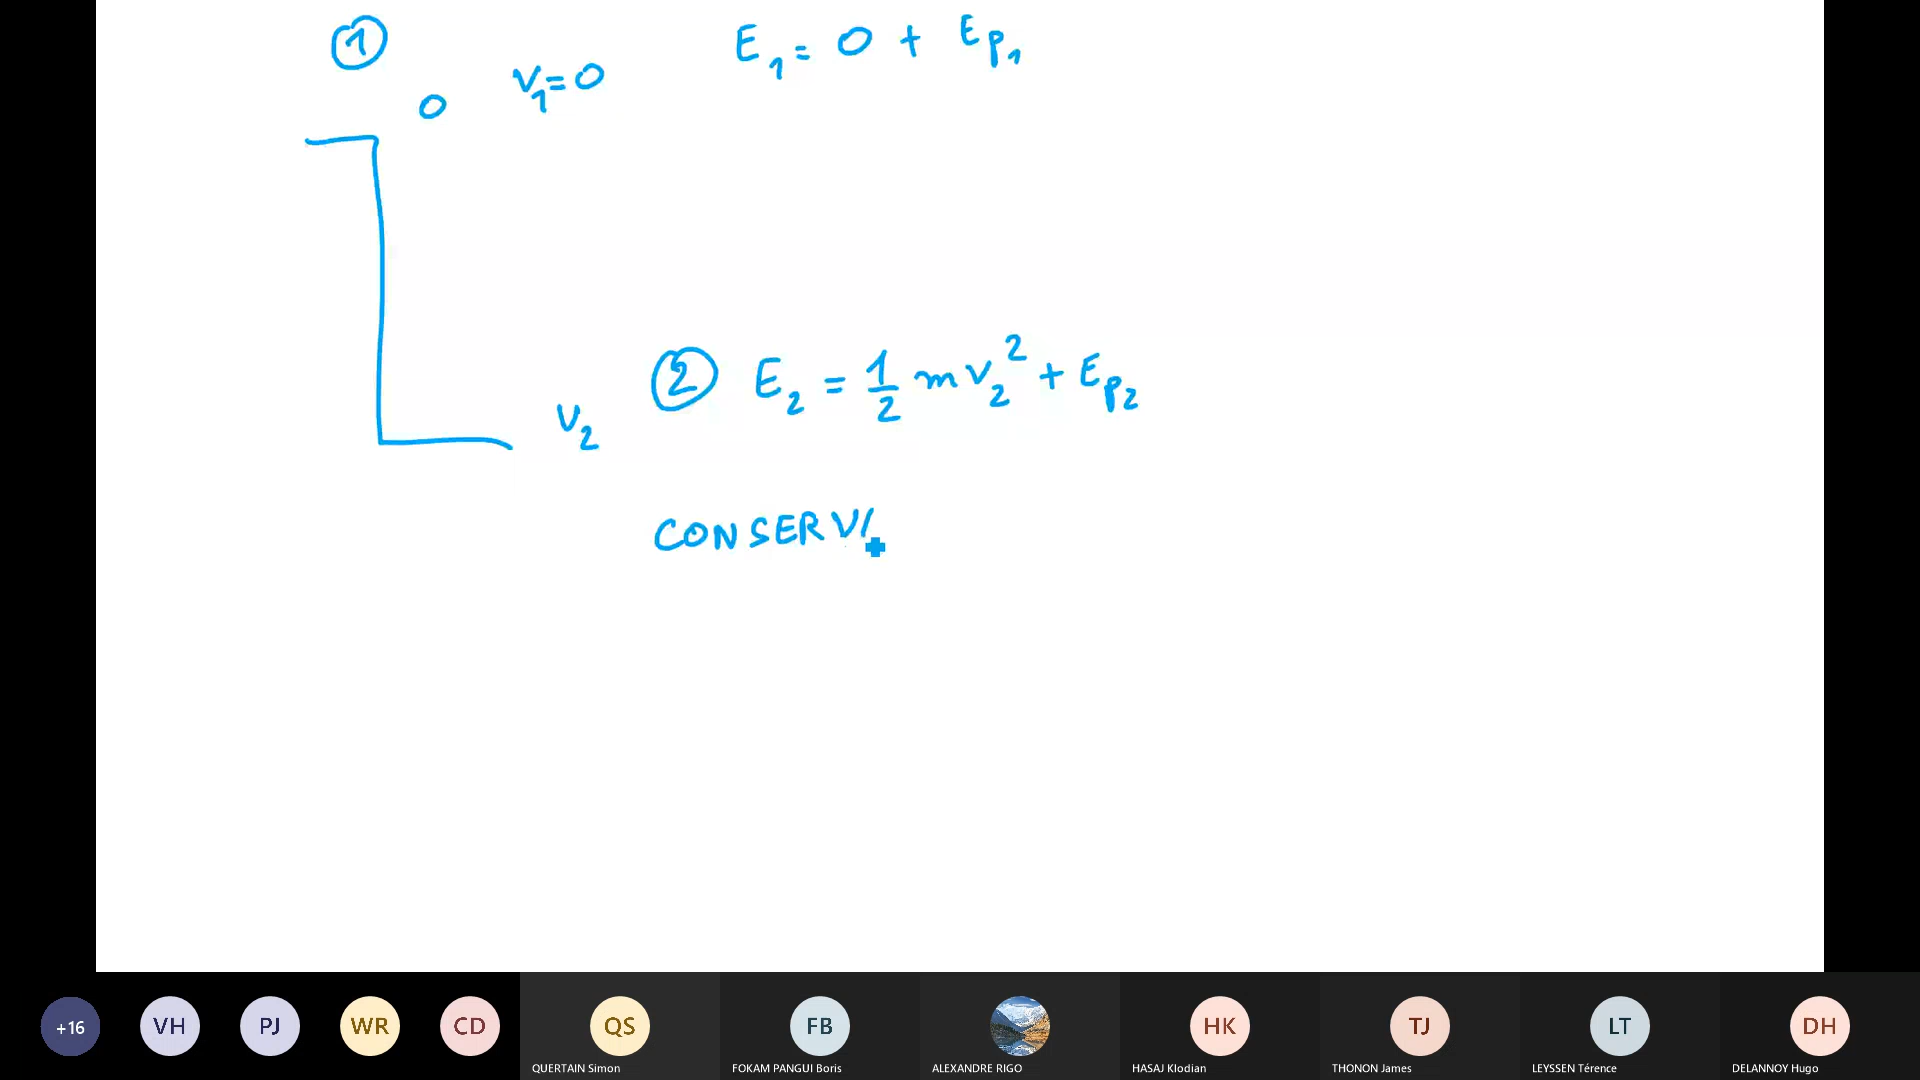 ①
E₁ = 0 + Eₚ₁
v₁=0
② E₂ = 1/2 m v₂² + Eₚ₂
v₂
CONSERV
+16 VH PJ WR CD QS FB HK TJ LT DH
QUERTAIN Simon FOKAM PANGUI Boris ALEXANDRE RIGO HASAJ Klodian THONON James LEYSSEN Térence DELANNOY Hugo